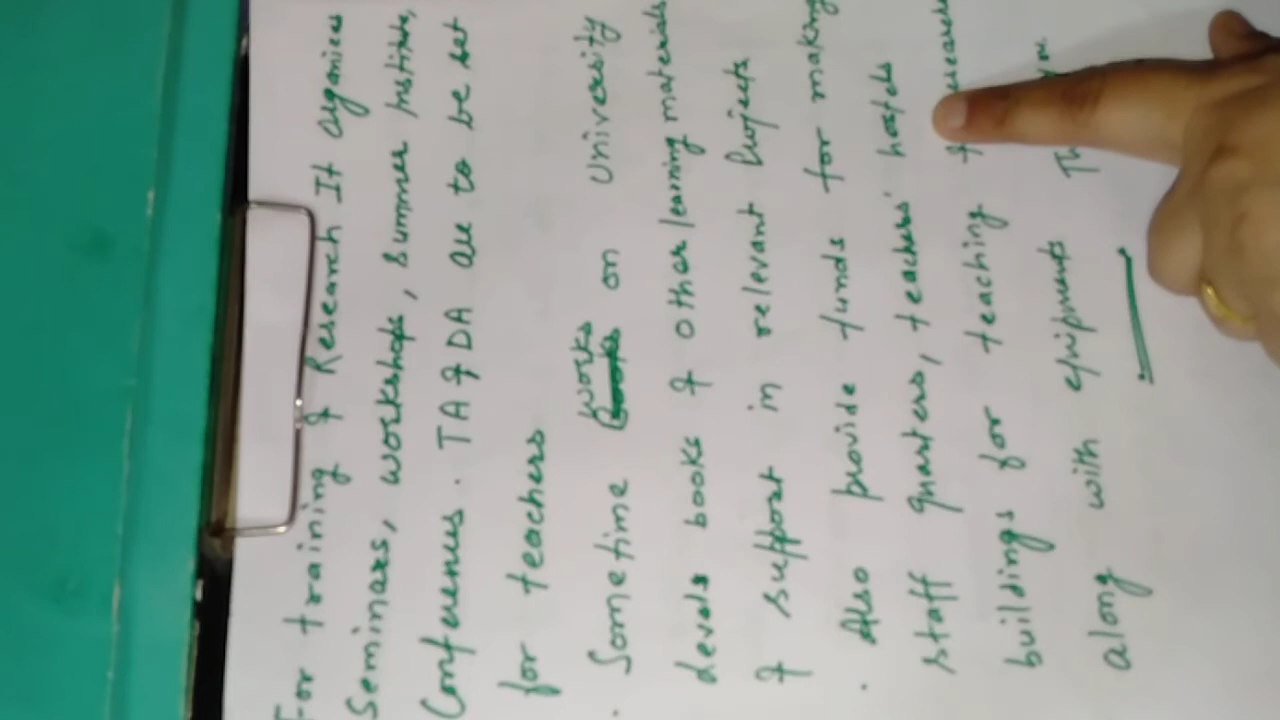 For training & Research It organises
Seminars, workshops, summer institute,
Conferences. TA & DA are to be set
for teachers
. Sometime works on University
levels books & other learning materials
& support in relevant Projects
. Also provide funds for making
staff quarters, teachers' hostels
buildings for teaching & research
along with equipments